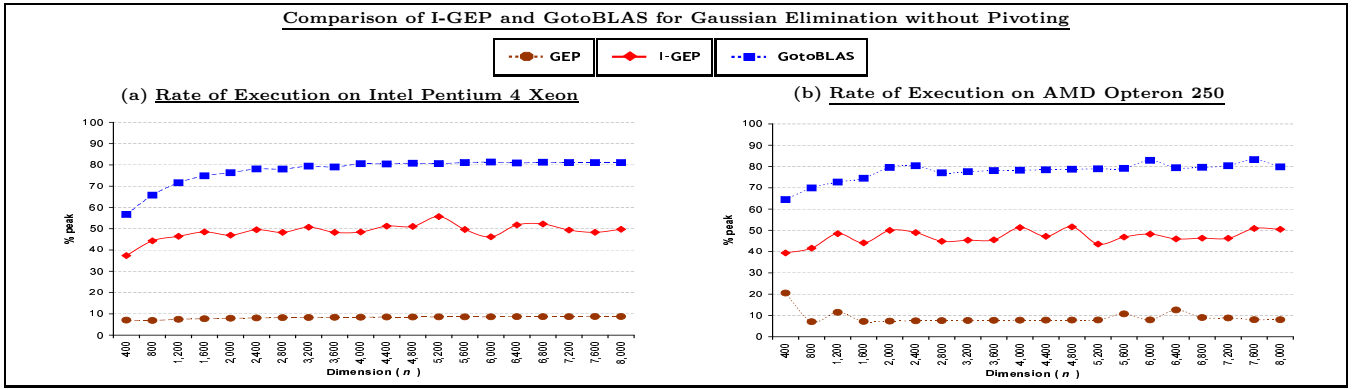 Comparison of I-GEP and GotoBLAS for Gaussian Elimination without Pivoting
GEP I-GEP GotoBLAS
(a) Rate of Execution on Intel Pentium 4 Xeon
100
90
80
70
60
50
40
30
20
10
0
% peak
400 800 1,200 1,600 2,000 2,400 2,800 3,200 3,600 4,000 4,400 4,800 5,200 5,600 6,000 6,400 6,800 7,200 7,600 8,000
Dimension ( n )
(b) Rate of Execution on AMD Opteron 250
100
90
80
70
60
50
40
30
20
10
0
% peak
400 800 1,200 1,600 2,000 2,400 2,800 3,200 3,600 4,000 4,400 4,800 5,200 5,600 6,000 6,400 6,800 7,200 7,600 8,000
Dimension ( n )